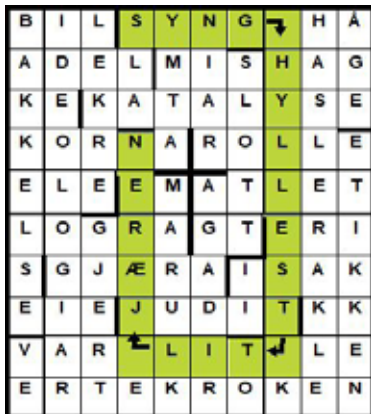 B I L S Y N G H Å
A D E L M I S H A G
K E K A T A L Y S E
K O R N A R O L L E
E L E E M A T L E T
L O G R A G T E R I
S G J Æ R A I S A K
E I E J U D I T K K
V A R L I T L E
E R T E K R O K E N